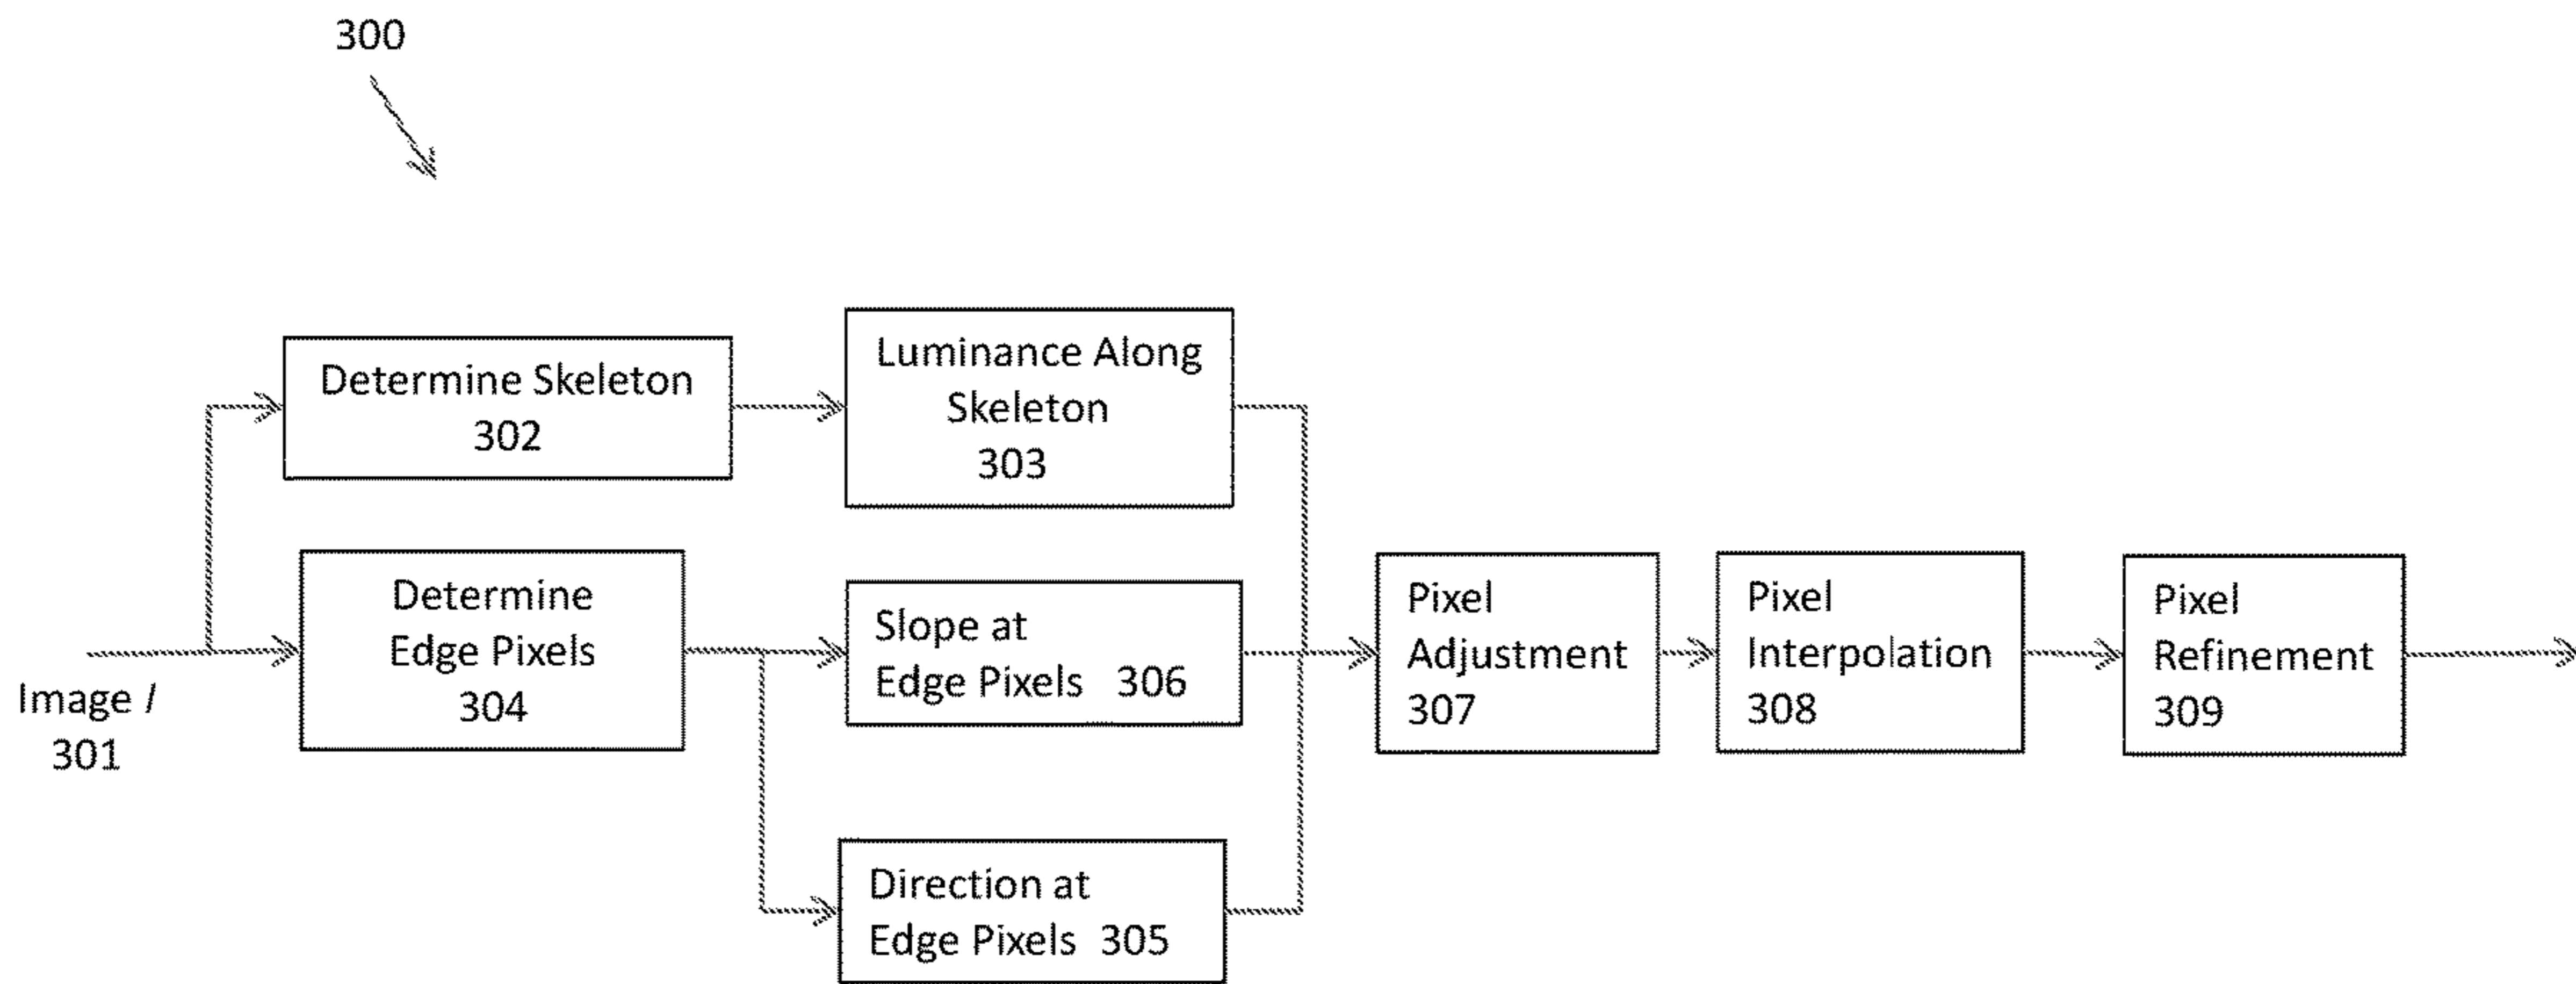 300
Determine Skeleton
302
Luminance Along
Skeleton
303
Image I
301
Determine
Edge Pixels
304
Slope at
Edge Pixels 306
Direction at
Edge Pixels 305
Pixel
Adjustment
307
Pixel
Interpolation
308
Pixel
Refinement
309